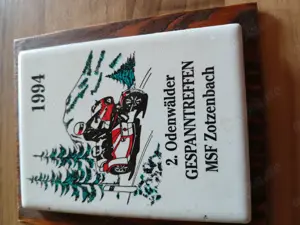 1994
2. Odenwälder
GESPANNTREFFEN
MSF Zotzenbach